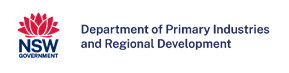 Department of Primary Industries
and Regional Development
NSW
GOVERNMENT